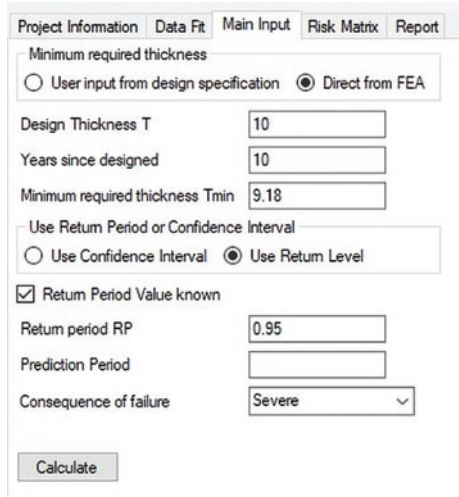 Project Information Data Fit Main Input Risk Matrix Report
Minimum required thickness
User input from design specification Direct from FEA
Design Thickness T 10
Years since designed 10
Minimum required thickness Tmin 9.18
Use Return Period or Confidence Interval
Use Confidence Interval Use Return Level
Return Period Value known
Return period RP 0.95
Prediction Period
Consequence of failure Severe
Calculate